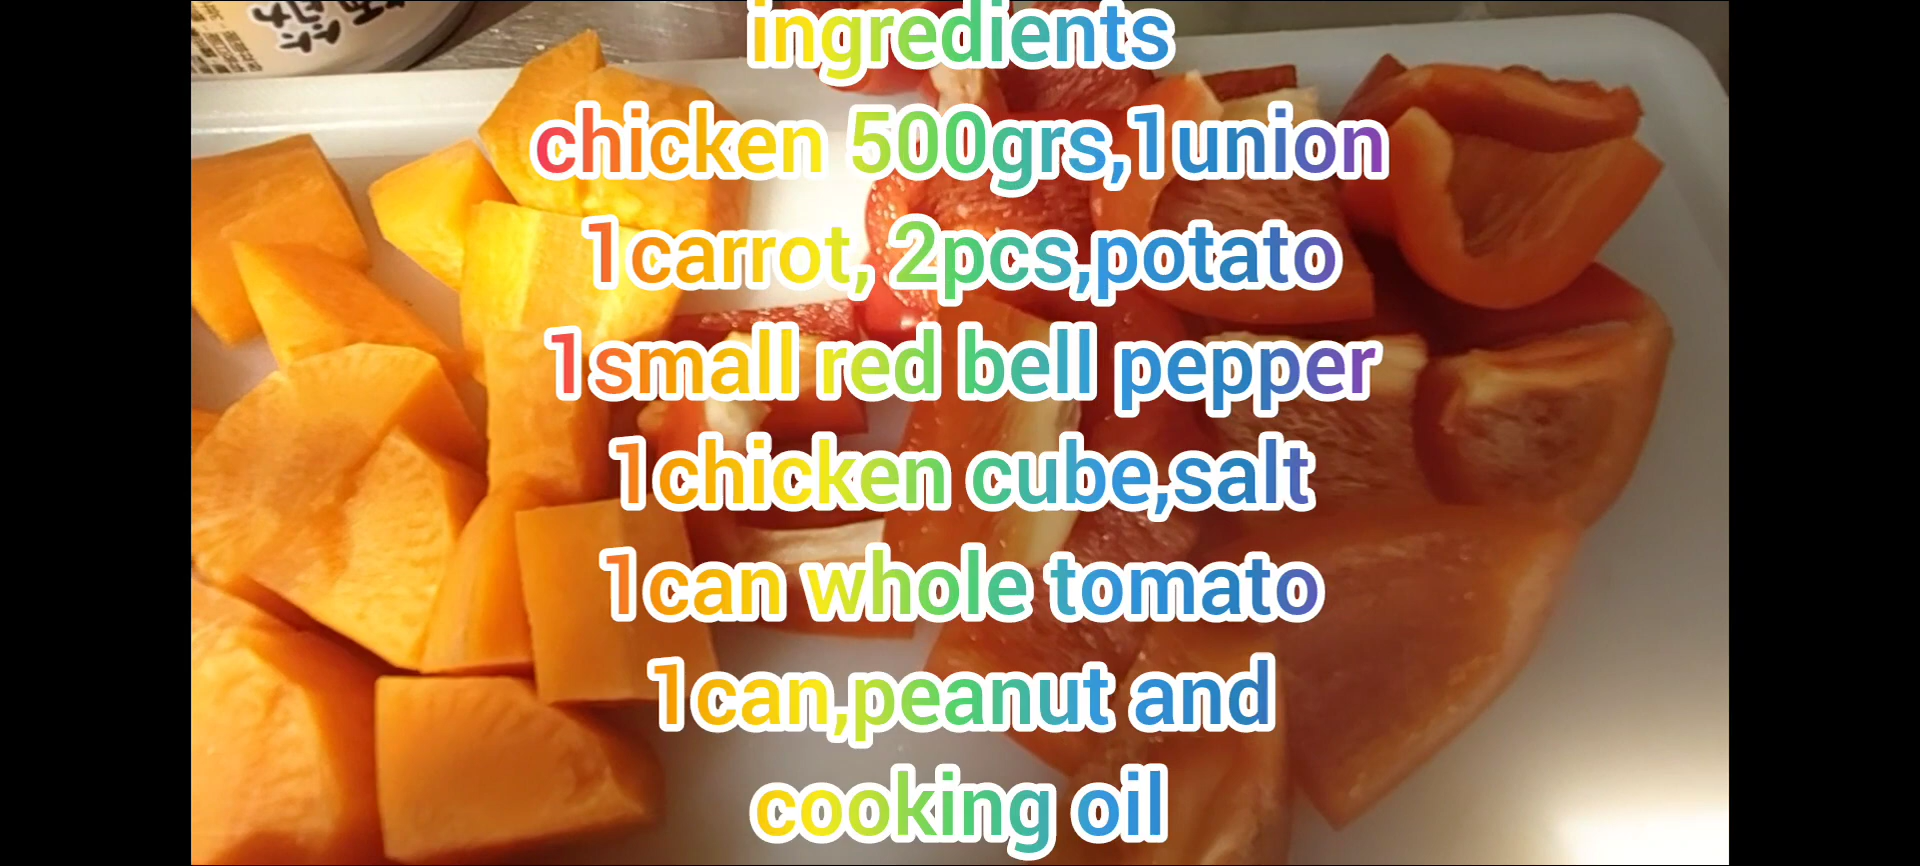 ingredients
chicken 500grs,1union
1carrot, 2pcs,potato
1small red bell pepper
1chicken cube,salt
1can whole tomato
1can,peanut and
cooking oil